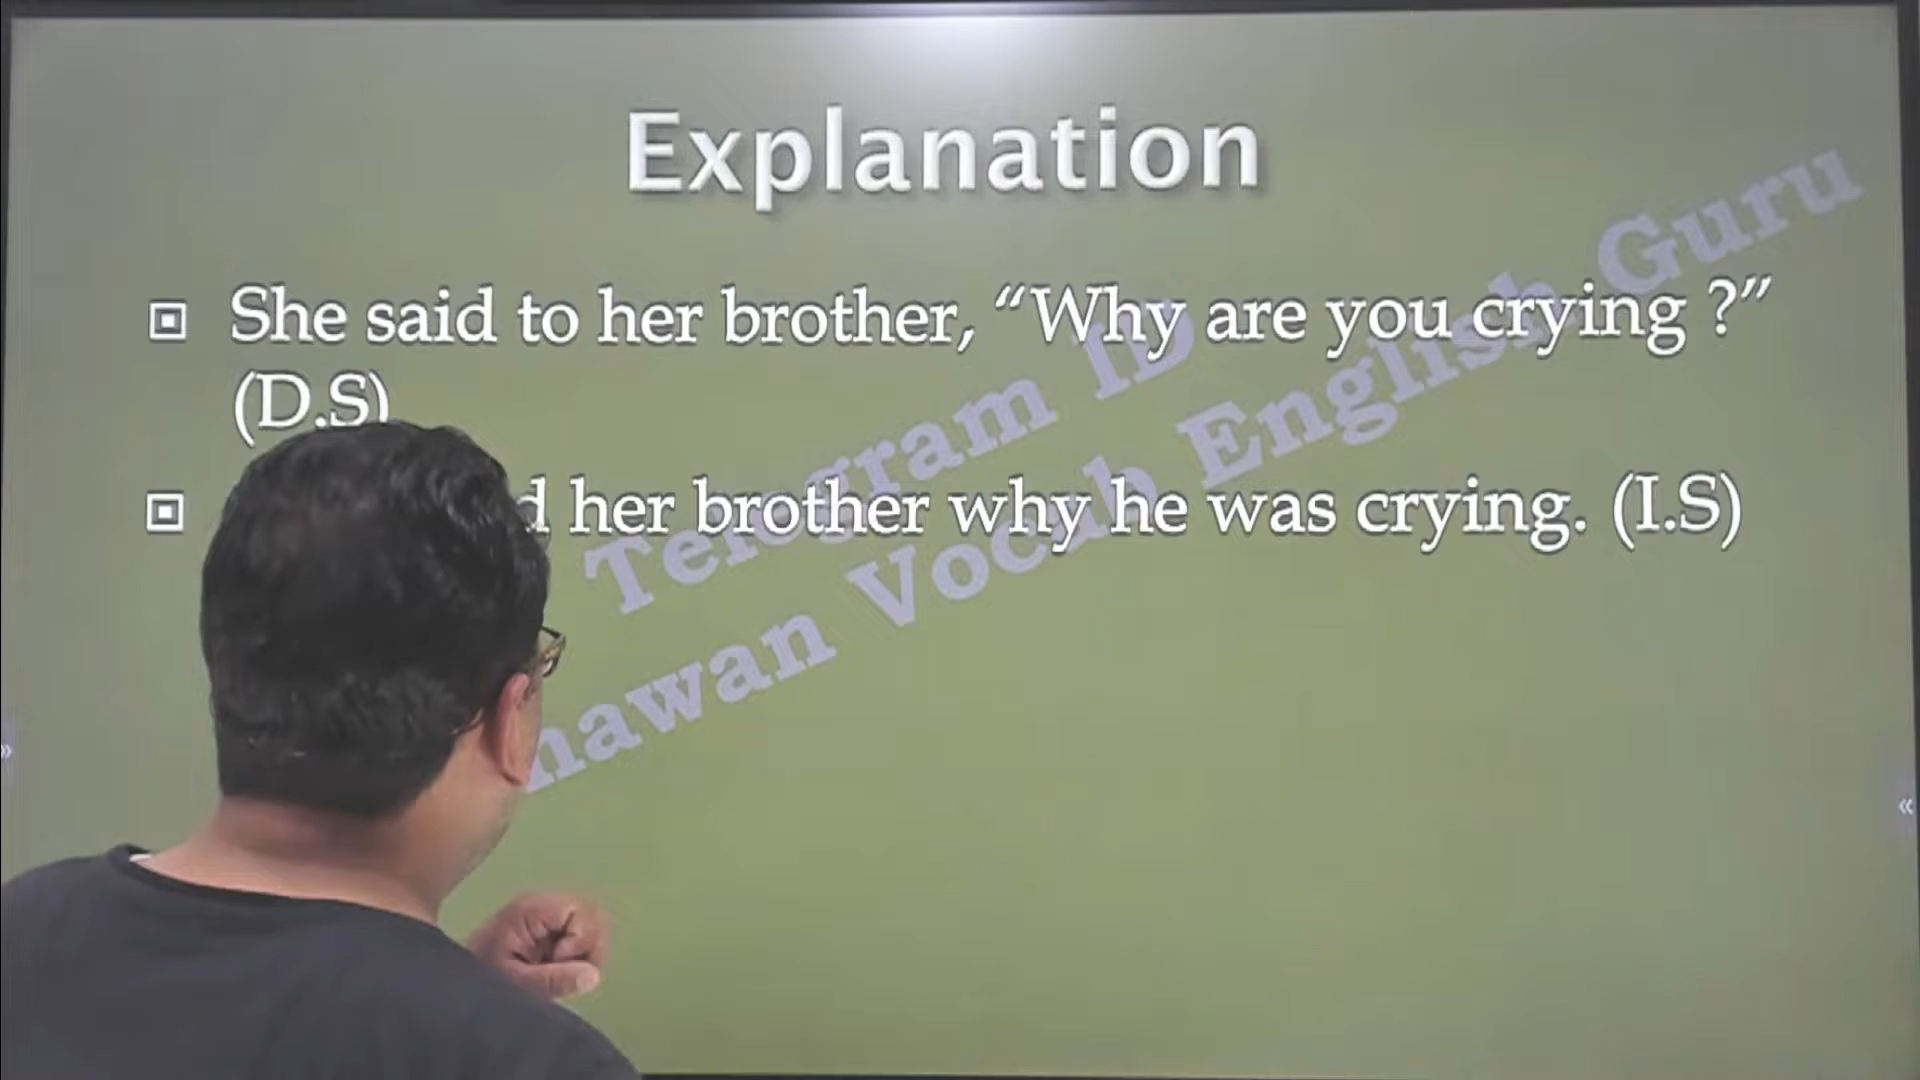 Explanation
She said to her brother, “Why are you crying ?”
(D.S)
her brother why he was crying. (I.S)
Telegram ID
Vocab English Guru